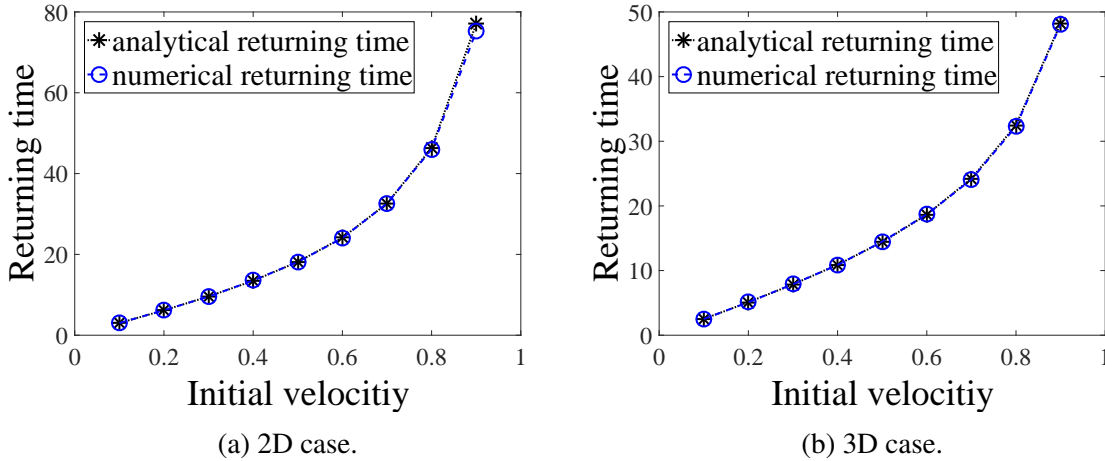 80
60
40
20
0
Returning time
analytical returning time
numerical returning time
0 0.2 0.4 0.6 0.8 1
Initial velocitiy
(a) 2D case.
50
40
30
20
10
0
Returning time
analytical returning time
numerical returning time
0 0.2 0.4 0.6 0.8 1
Initial velocitiy
(b) 3D case.